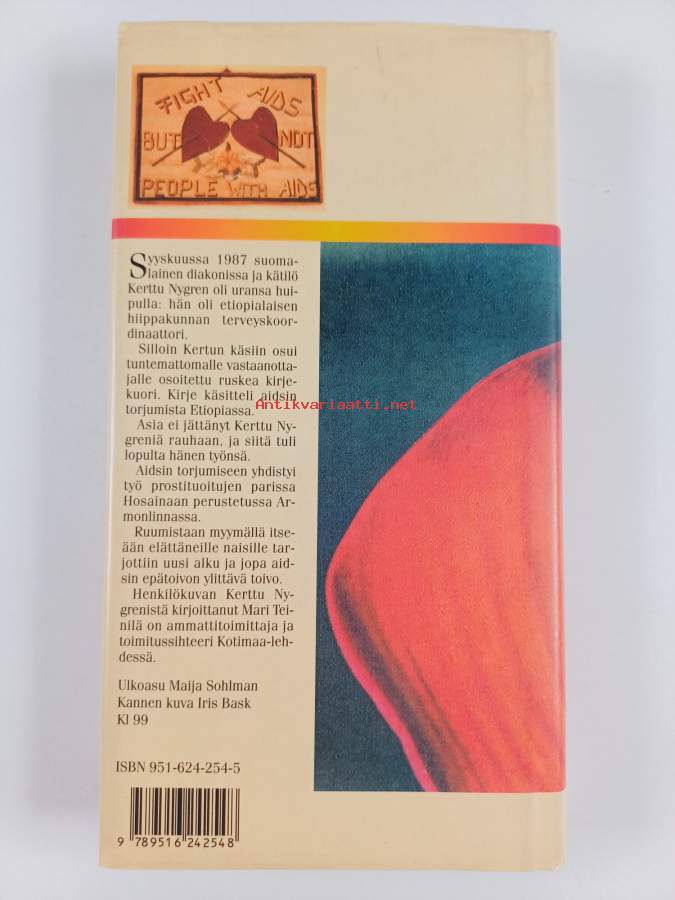 FIGHT AIDS
BUT NOT
PEOPLE WITH AIDS
Syyskuussa 1987 suoma-
lainen diakonissa ja kätilö
Kerttu Nygren oli uransa hui-
pulla: hän oli etiopialaisen
hiippakunnan terveyskoor-
dinaattori.
Silloin Kertun käsiin osui
tuntemattomalle vastaanotta-
jalle osoitettu ruskea kirje-
kuori. Kirje käsitteli aidsin
torjumista Etiopiassa.
Antikvariaatti.net
Asia ei jättänyt Kerttu Ny-
greniä rauhaan, ja siitä tuli
lopulta hänen työnsä.
Aidsin torjumiseen yhdistyi
työ prostituoitujen parissa
Hosainaan perustetussa Ar-
monlinnassa.
Ruumistaan myymällä itse-
ään elättäneille naisille tar-
jottiin uusi alku ja jopa aid-
sin epätoivon ylittävä toivo.
Henkilökuvan Kerttu Ny-
grenistä kirjoittanut Mari Tei-
nilä on ammattitoimittaja ja
toimitussihteeri Kotimaa-leh-
dessä.
Ulkoasu Maija Sohlman
Kannen kuva Iris Bask
Kl 99
ISBN 951-624-254-5
9 789516 242548